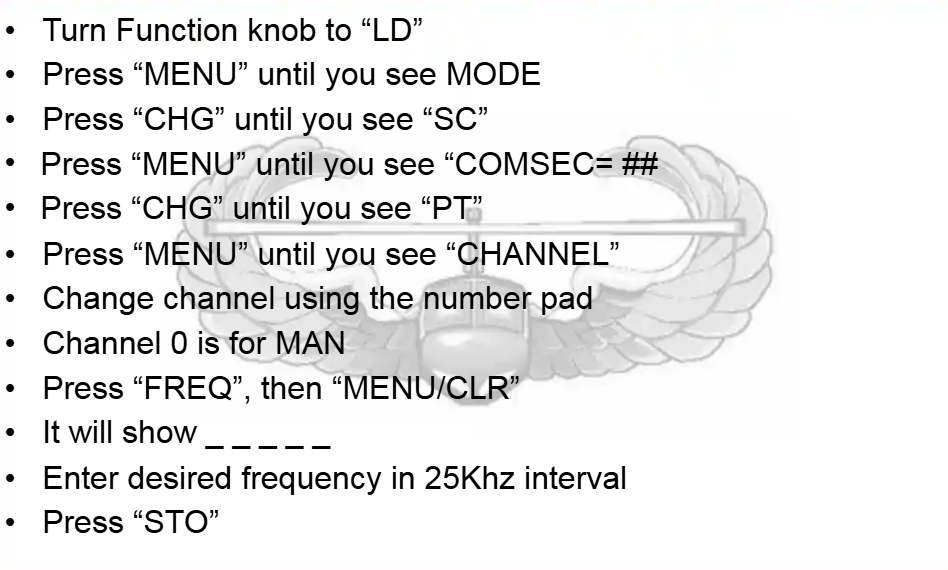 • Turn Function knob to “LD”
• Press “MENU” until you see MODE
• Press “CHG” until you see “SC”
• Press “MENU” until you see “COMSEC= ##
• Press “CHG” until you see “PT”
• Press “MENU” until you see “CHANNEL”
• Change channel using the number pad
• Channel 0 is for MAN
• Press “FREQ”, then “MENU/CLR”
• It will show _ _ _ _ _
• Enter desired frequency in 25Khz interval
• Press “STO”